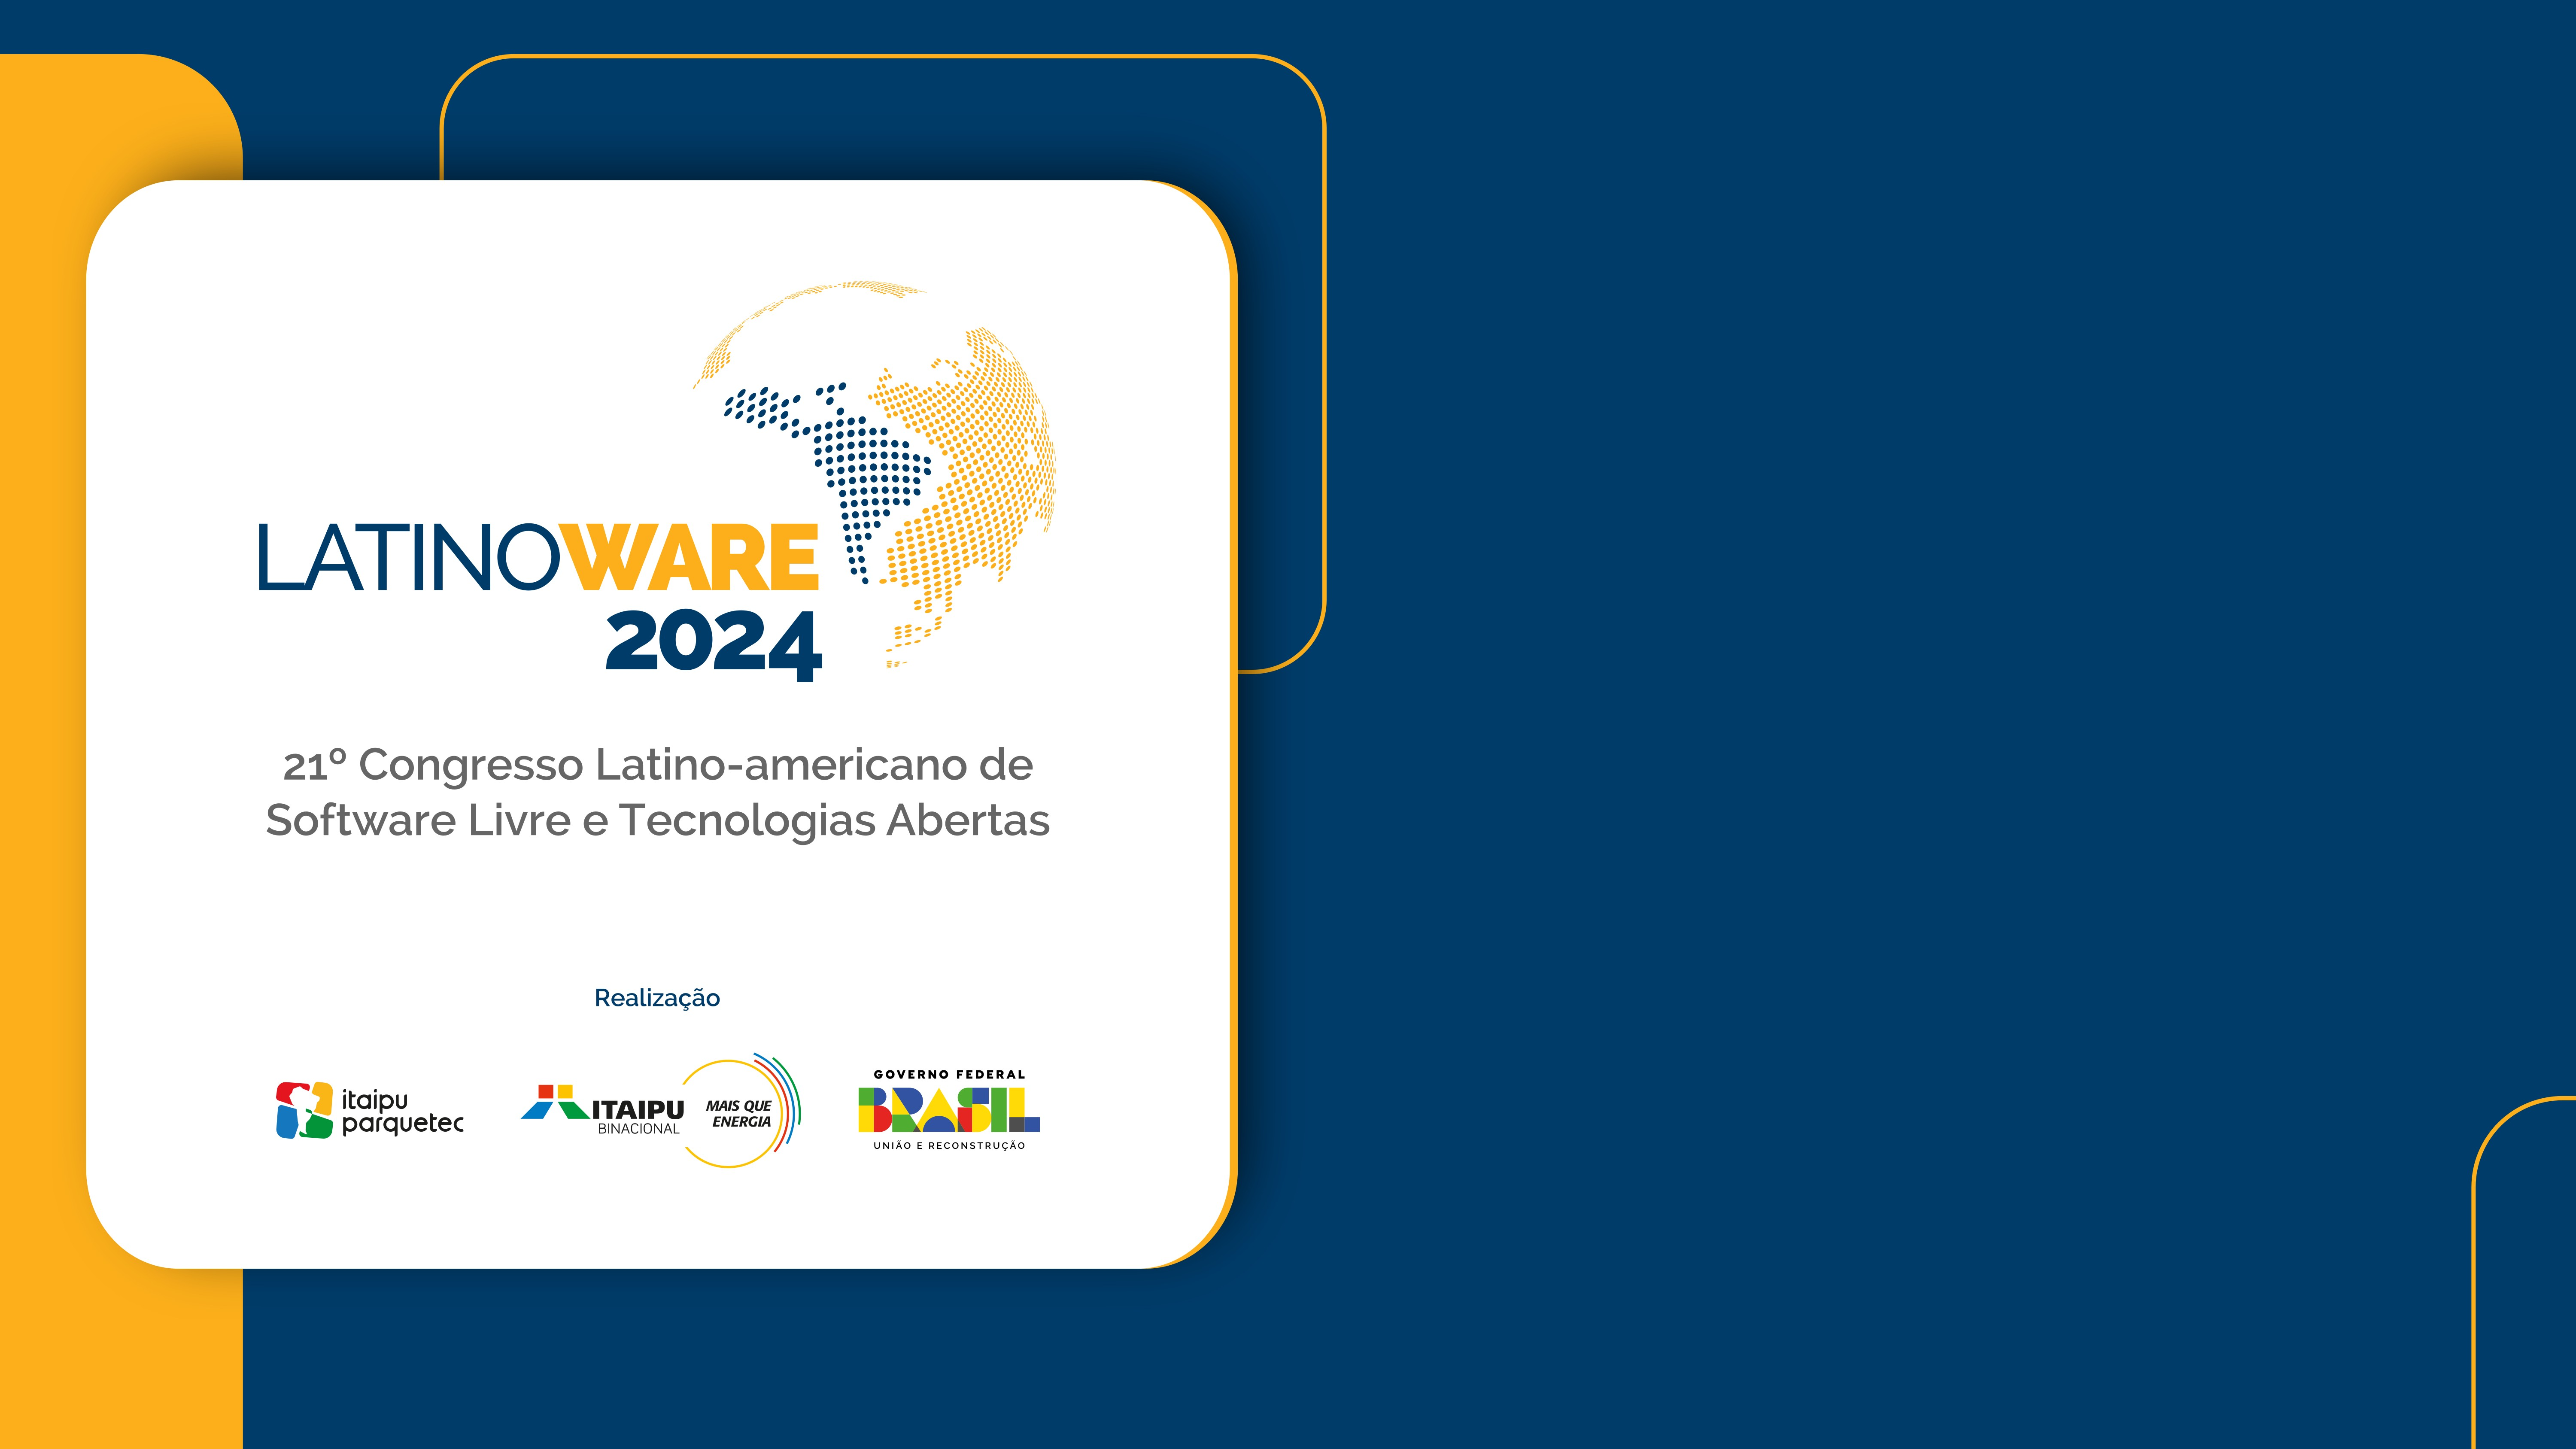 LATINOWARE
2024
21º Congresso Latino-americano de
Software Livre e Tecnologias Abertas
Realização
itaipu
parquetec
ITAIPU
BINACIONAL
MAIS QUE
ENERGIA
GOVERNO FEDERAL
BRASIL
UNIÃO E RECONSTRUÇÃO